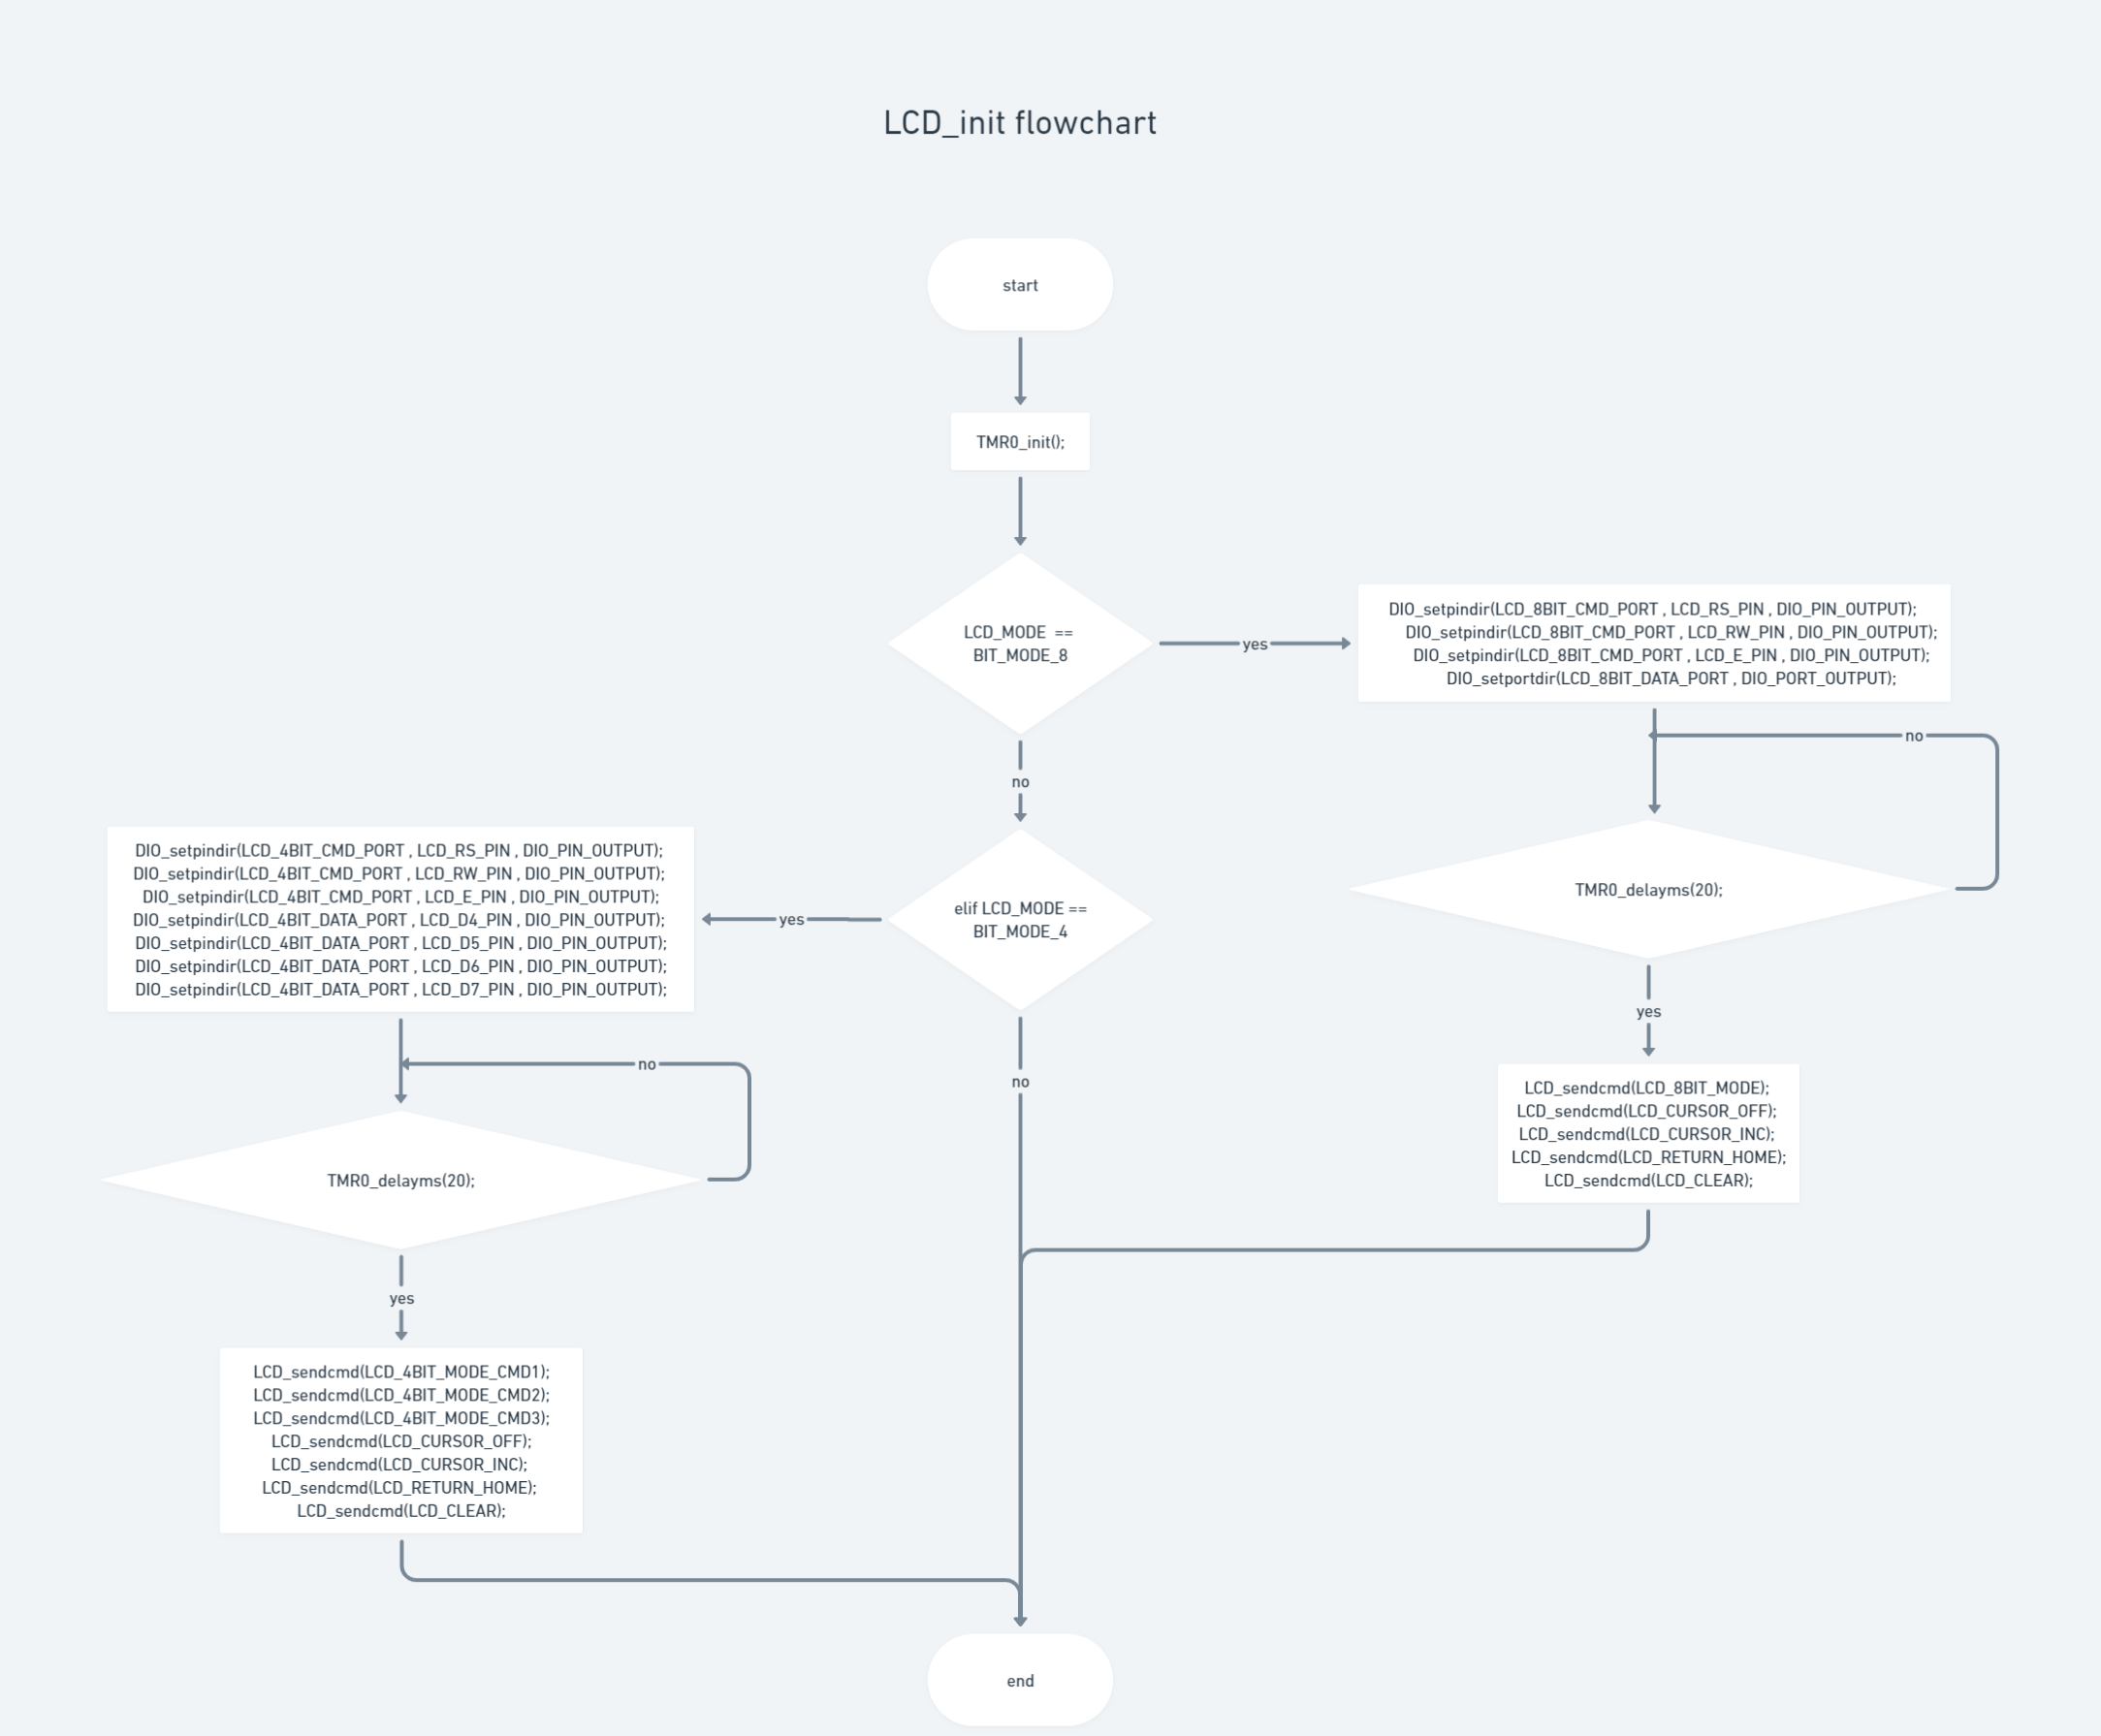 LCD_init flowchart
start
TMR0_init();
LCD_MODE  ==
BIT_MODE_8
yes
DIO_setpindir(LCD_8BIT_CMD_PORT , LCD_RS_PIN , DIO_PIN_OUTPUT);
DIO_setpindir(LCD_8BIT_CMD_PORT , LCD_RW_PIN , DIO_PIN_OUTPUT);
DIO_setpindir(LCD_8BIT_CMD_PORT , LCD_E_PIN , DIO_PIN_OUTPUT);
DIO_setportdir(LCD_8BIT_DATA_PORT , DIO_PORT_OUTPUT);
no
TMR0_delayms(20);
yes
LCD_sendcmd(LCD_8BIT_MODE);
LCD_sendcmd(LCD_CURSOR_OFF);
LCD_sendcmd(LCD_CURSOR_INC);
LCD_sendcmd(LCD_RETURN_HOME);
LCD_sendcmd(LCD_CLEAR);
no
elif LCD_MODE ==
BIT_MODE_4
yes
DIO_setpindir(LCD_4BIT_CMD_PORT , LCD_RS_PIN , DIO_PIN_OUTPUT);
DIO_setpindir(LCD_4BIT_CMD_PORT , LCD_RW_PIN , DIO_PIN_OUTPUT);
DIO_setpindir(LCD_4BIT_CMD_PORT , LCD_E_PIN , DIO_PIN_OUTPUT);
DIO_setpindir(LCD_4BIT_DATA_PORT , LCD_D4_PIN , DIO_PIN_OUTPUT);
DIO_setpindir(LCD_4BIT_DATA_PORT , LCD_D5_PIN , DIO_PIN_OUTPUT);
DIO_setpindir(LCD_4BIT_DATA_PORT , LCD_D6_PIN , DIO_PIN_OUTPUT);
DIO_setpindir(LCD_4BIT_DATA_PORT , LCD_D7_PIN , DIO_PIN_OUTPUT);
no
TMR0_delayms(20);
yes
LCD_sendcmd(LCD_4BIT_MODE_CMD1);
LCD_sendcmd(LCD_4BIT_MODE_CMD2);
LCD_sendcmd(LCD_4BIT_MODE_CMD3);
LCD_sendcmd(LCD_CURSOR_OFF);
LCD_sendcmd(LCD_CURSOR_INC);
LCD_sendcmd(LCD_RETURN_HOME);
LCD_sendcmd(LCD_CLEAR);
no
end